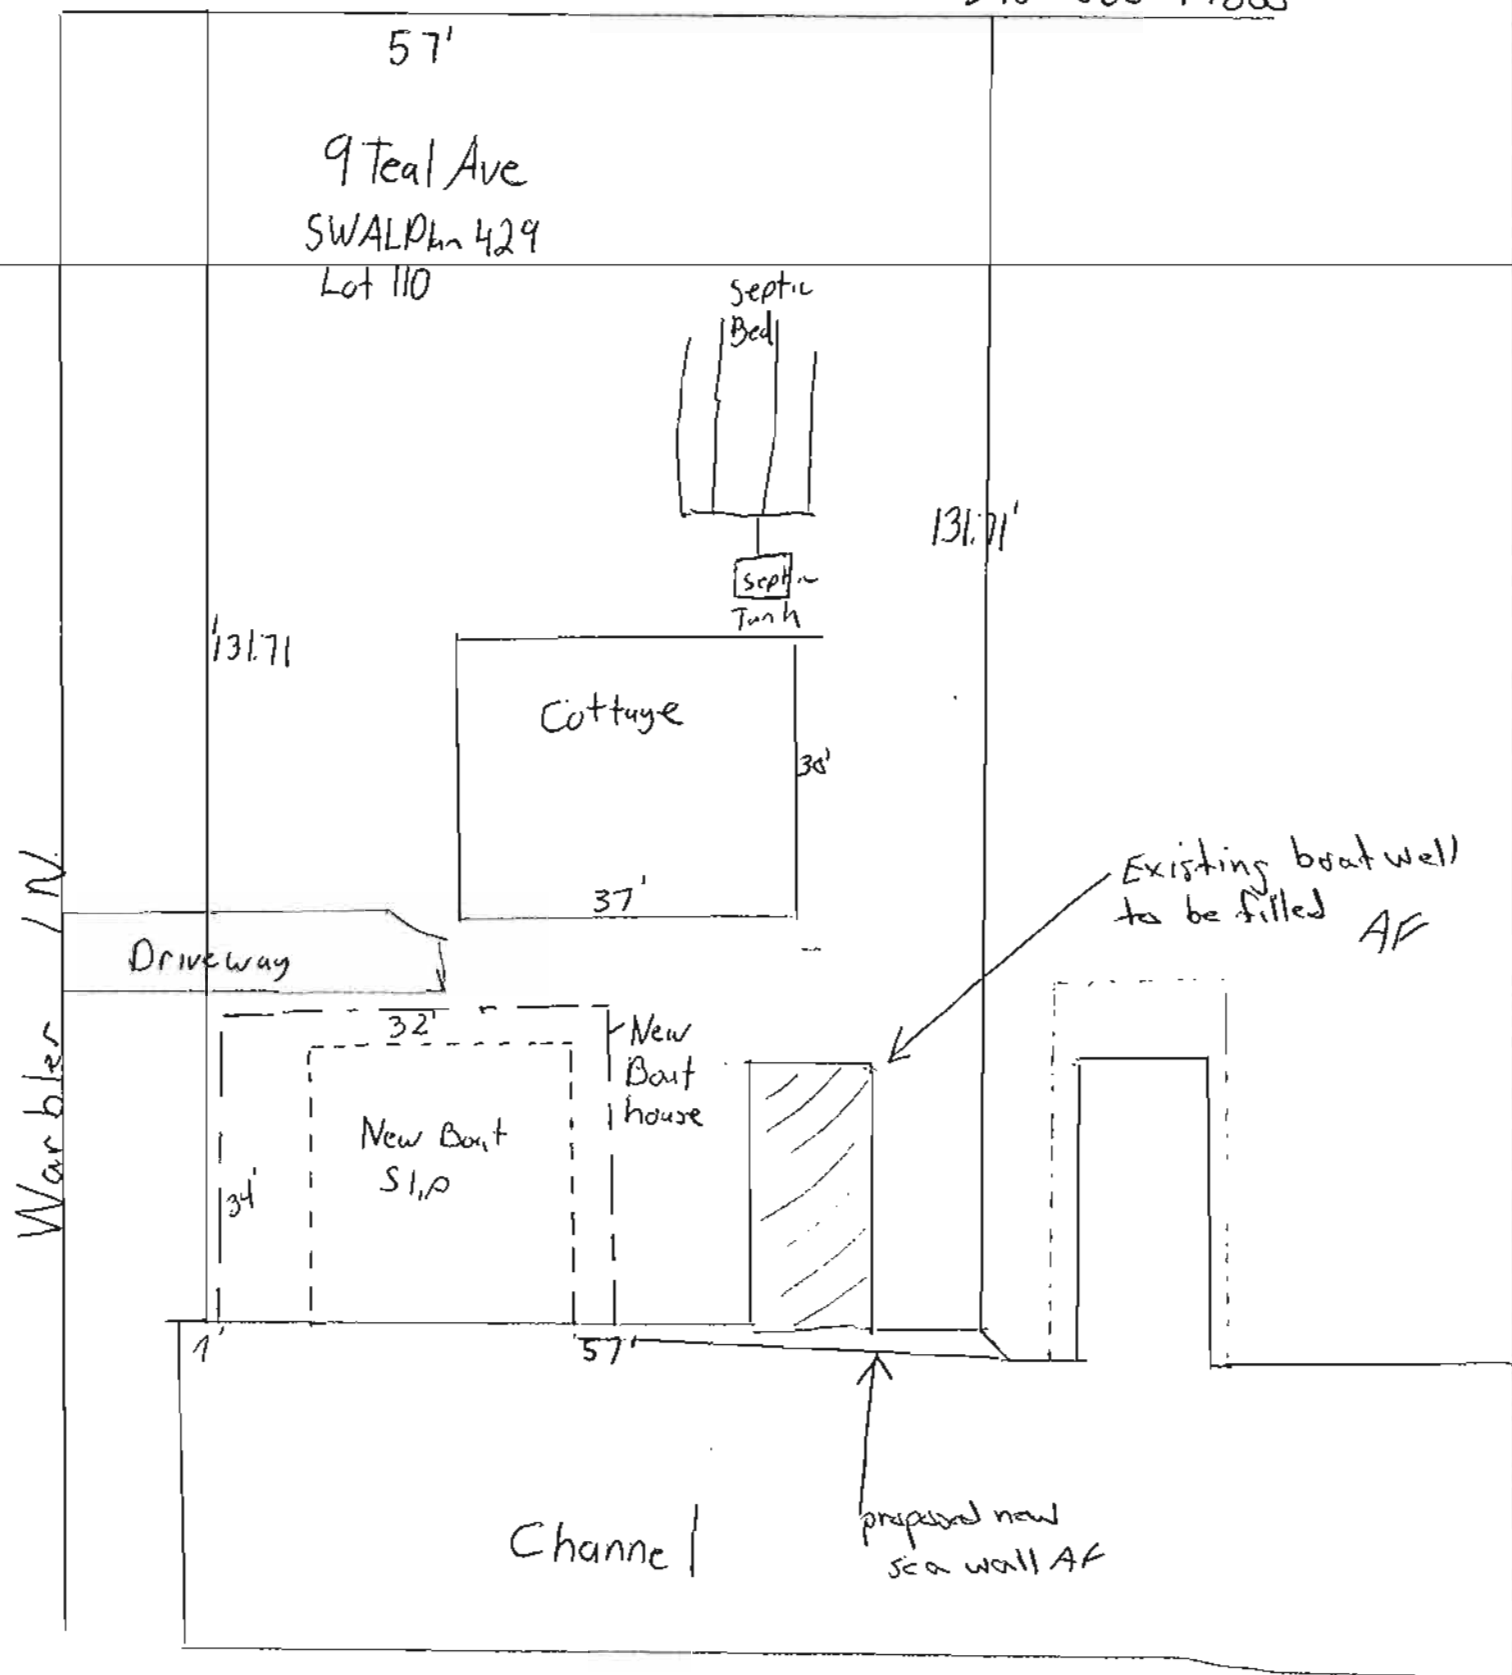 57'
9 Teal Ave
SWAL Plan 429
Lot 110
Septic
Bed
131.71'
Septic
Tank
131.71
Cottage
30'
37'
Existing boat well
to be filled
AF
Driveway
32'
New
Boat
house
New Boat
Slip
34'
Warbler LN.
1'
57'
proposed new
sea wall AF
Channel